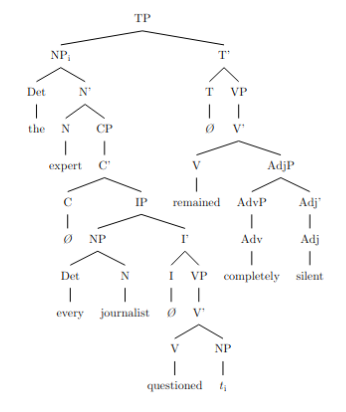 TP
NPi T'
Det N' T VP
the N CP Ø V'
expert C' V AdjP
C IP remained AdvP Adj'
Ø NP I' Adv Adj
Det N I VP completely silent
every journalist Ø V'
V NP
questioned ti